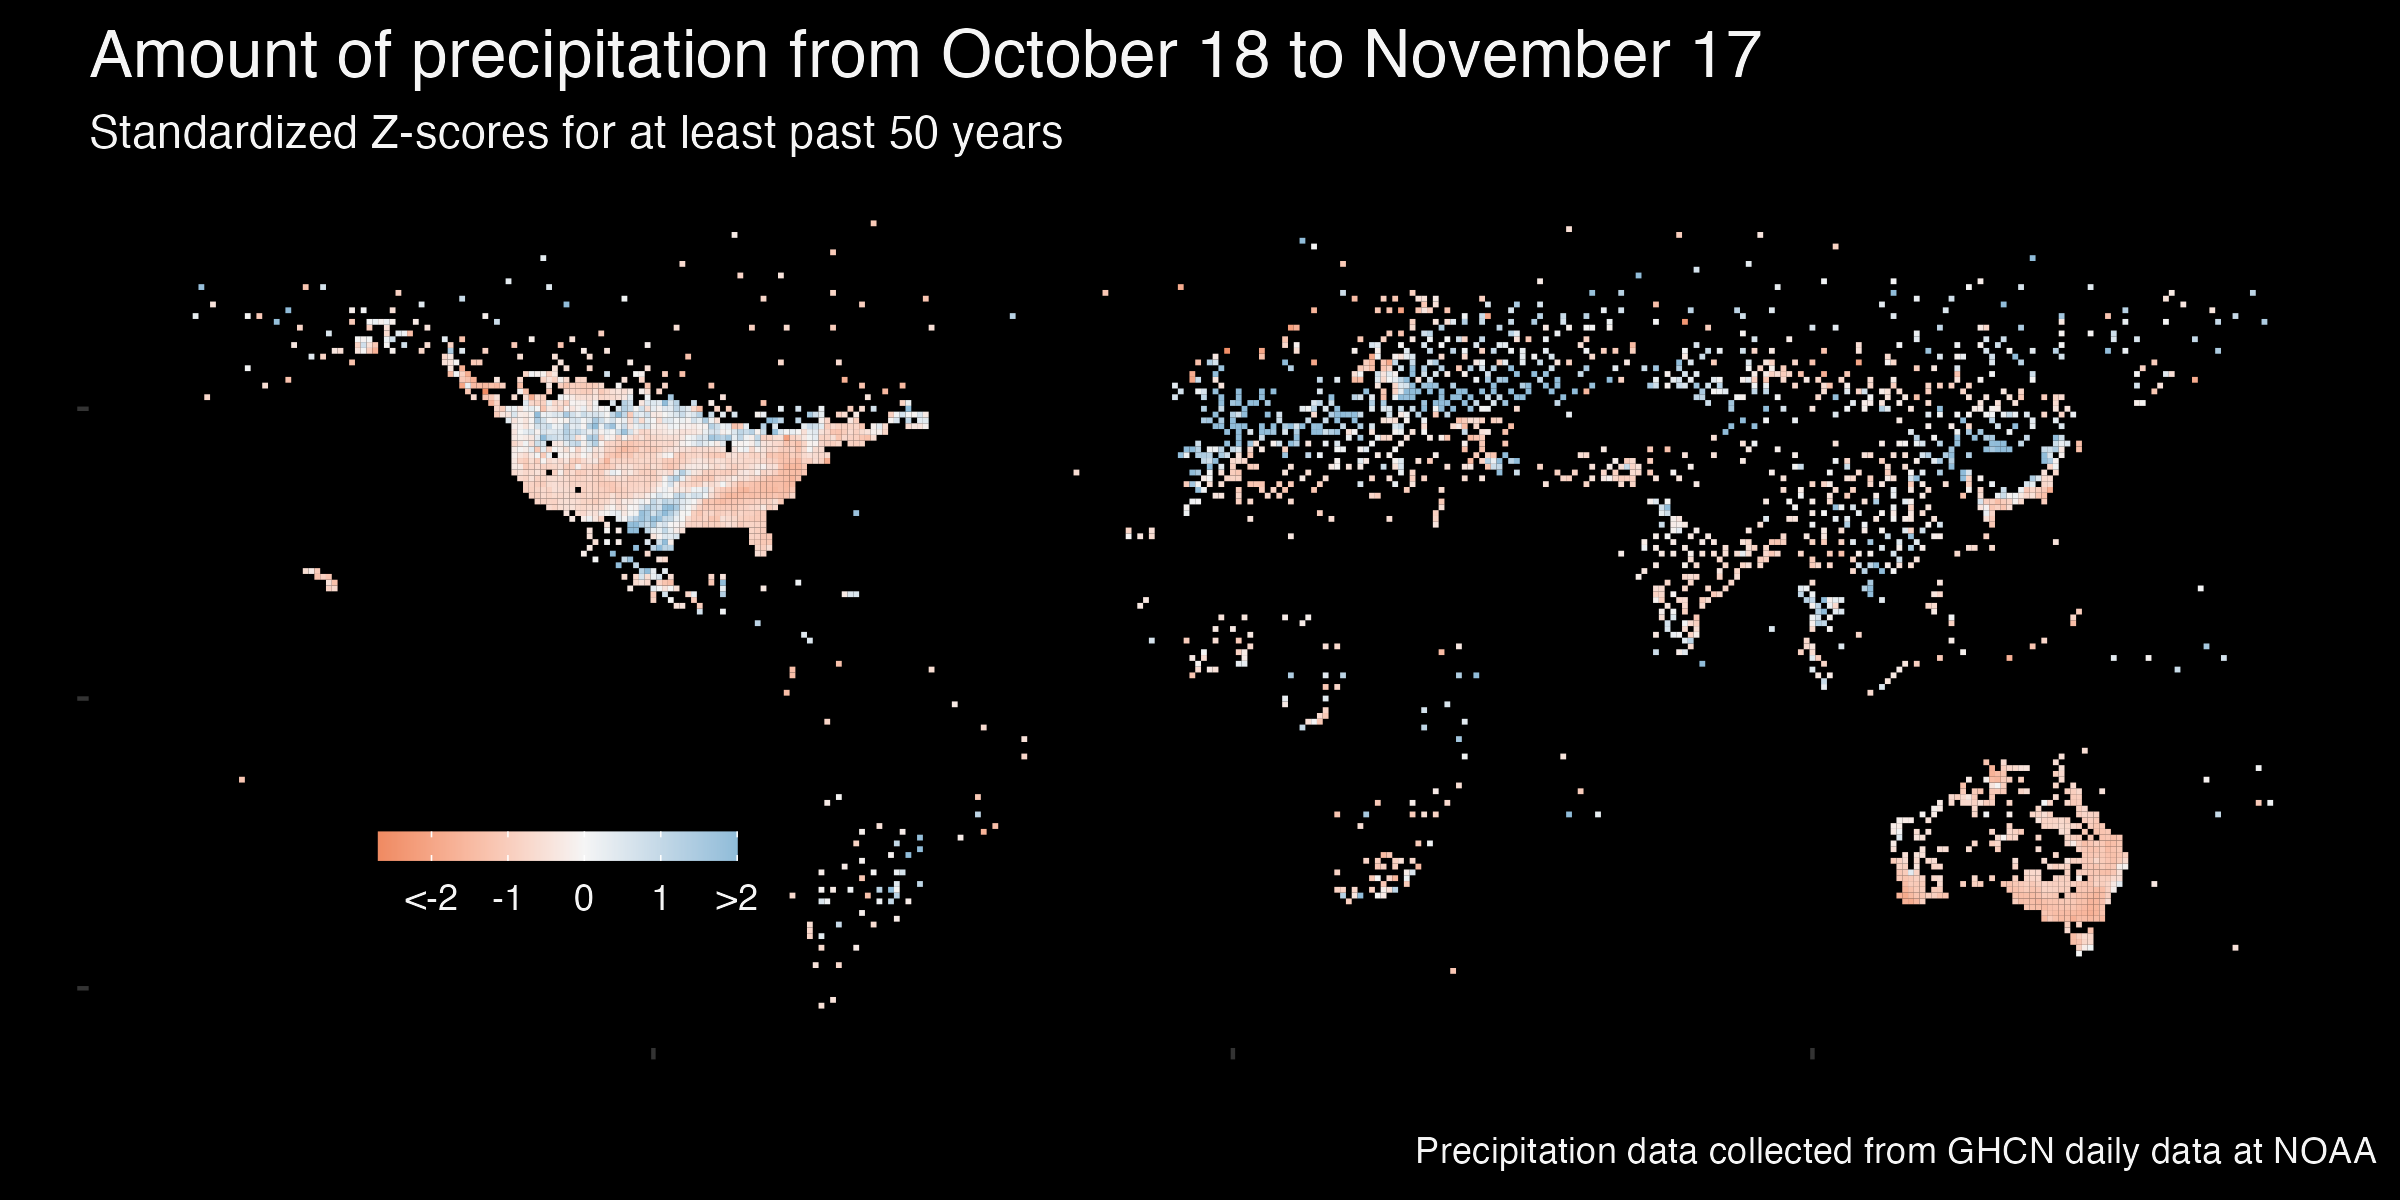 Amount of precipitation from October 18 to November 17
Standardized Z-scores for at least past 50 years
<-2 -1 0 1 >2
Precipitation data collected from GHCN daily data at NOAA